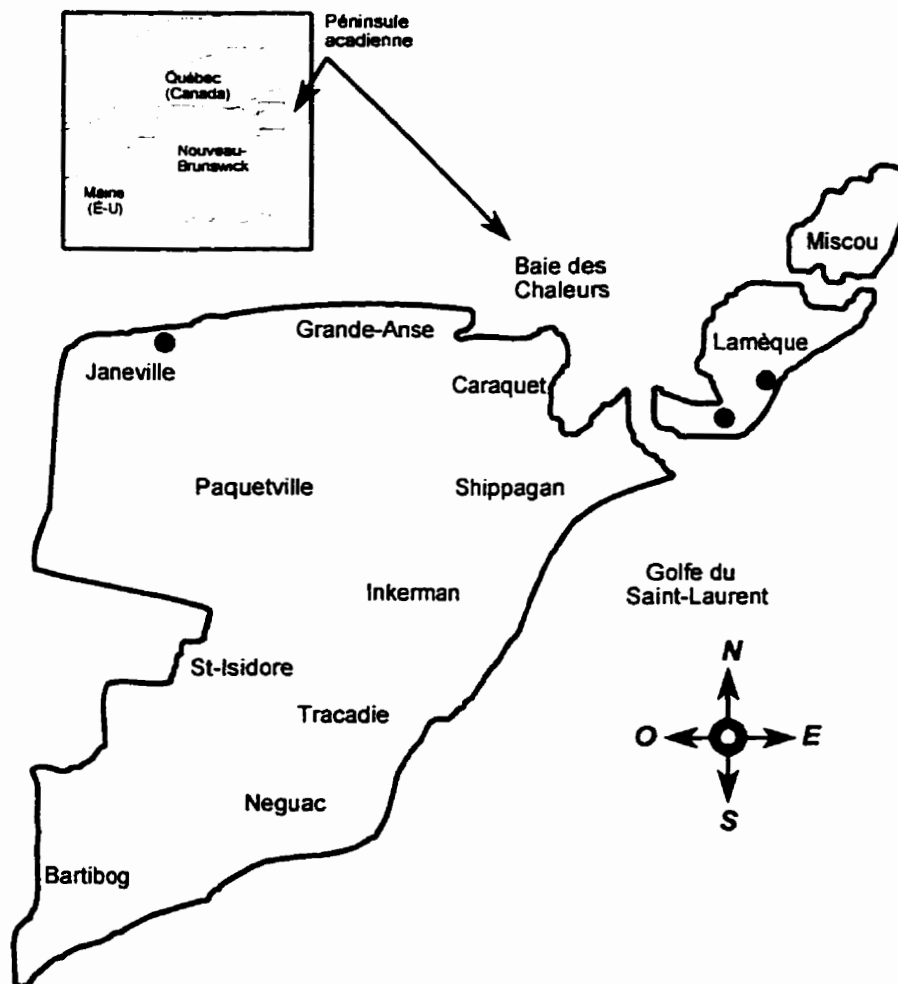 Péninsule
acadienne
Québec
(Canada)
Nouveau-
Brunswick
Maine
(É-U)
Miscou
Baie des
Chaleurs
Grande-Anse
Lamèque
Janeville
Caraquet
Paquetville
Shippagan
Inkerman
Golfe du
Saint-Laurent
St-Isidore
N
Tracadie
O
E
Neguac
S
Bartibog